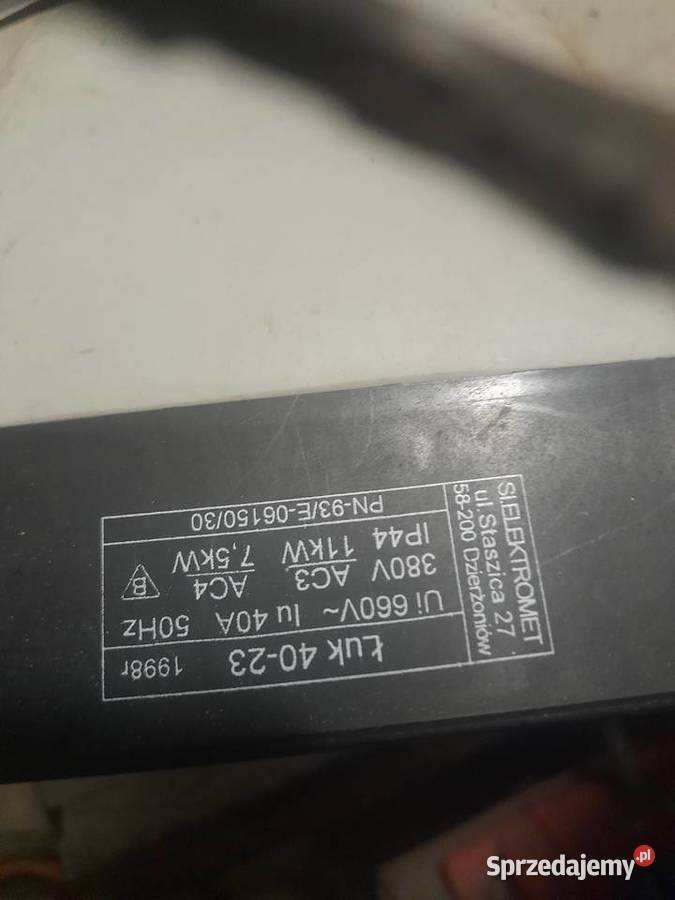 Łuk 40-23 1998r
Ui 660V~ Iu 40A 50Hz
380V AC3 AC4
IP44 11kW 7,5kW B
PN-93/E-06150/30
S.I.ELEKTROMET
ul. Staszica 27
58-200 Dzierżoniów
Sprzedajemy.pl